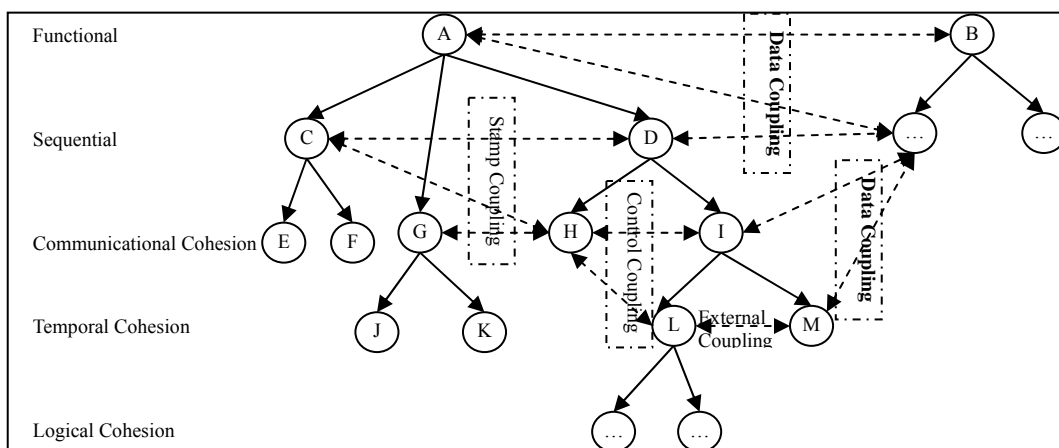 Functional
A
B
Data Coupling
Sequential
C
D
…
…
Stamp Coupling
Control Coupling
Data Coupling
Communicational Cohesion
E
F
G
H
I
Temporal Cohesion
J
K
L
External
Coupling
M
Logical Cohesion
…
…